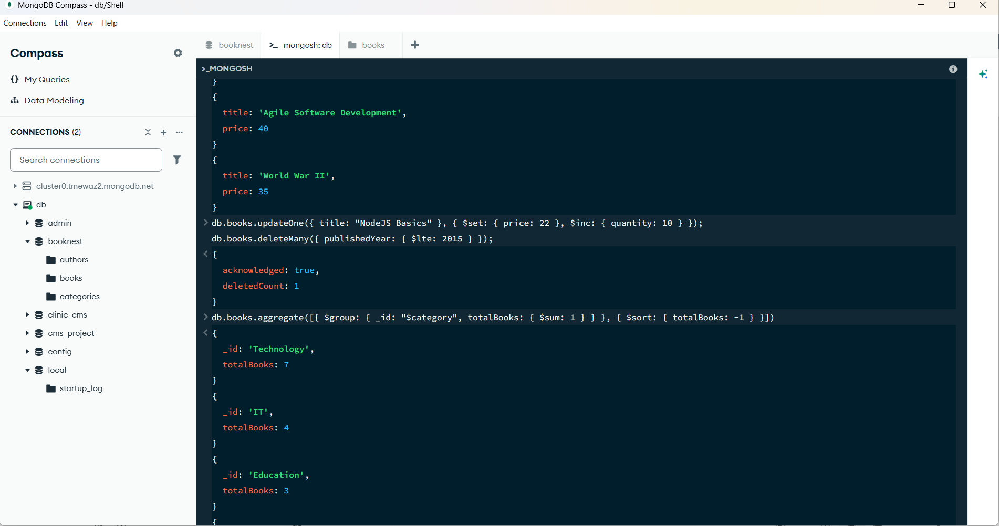 MongoDB Compass - db/Shell
Connections Edit View Help
Compass
My Queries
Data Modeling
CONNECTIONS (2)
Search connections
cluster0.tmewaz2.mongodb.net
db
admin
booknest
authors
books
categories
clinic_cms
cms_project
config
local
startup_log
booknest
>_ mongosh: db
books
>_MONGOSH
}
{
title: 'Agile Software Development',
price: 40
}
{
title: 'World War II',
price: 35
}
> db.books.updateOne({ title: "NodeJS Basics" }, { $set: { price: 22 }, $inc: { quantity: 10 } });
db.books.deleteMany({ publishedYear: { $lte: 2015 } });
< {
acknowledged: true,
deletedCount: 1
}
> db.books.aggregate([{ $group: { _id: "$category", totalBooks: { $sum: 1 } } }, { $sort: { totalBooks: -1 } }])
< {
_id: 'Technology',
totalBooks: 7
}
{
_id: 'IT',
totalBooks: 4
}
{
_id: 'Education',
totalBooks: 3
}
{